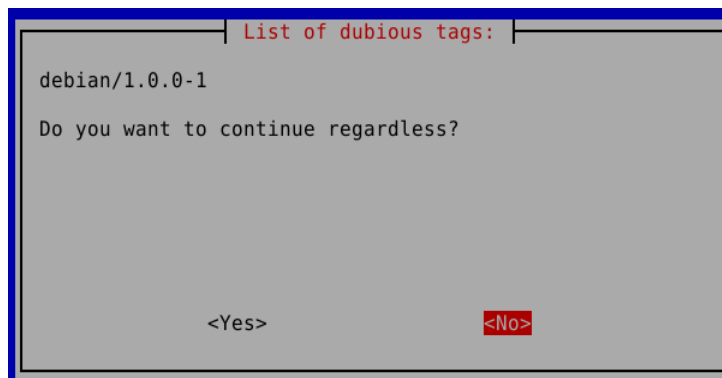 List of dubious tags:
debian/1.0.0-1
Do you want to continue regardless?
<Yes> <No>